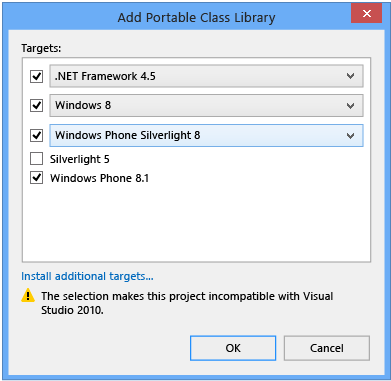 Add Portable Class Library
Targets:
.NET Framework 4.5
Windows 8
Windows Phone Silverlight 8
Silverlight 5
Windows Phone 8.1
Install additional targets...
The selection makes this project incompatible with Visual
Studio 2010.
OK
Cancel